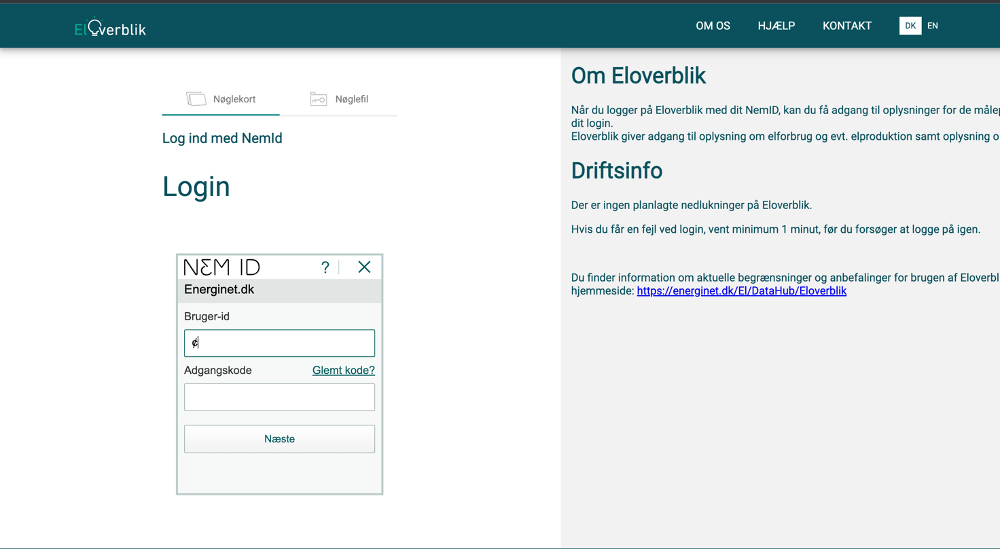 ElOverblik
OM OS
HJÆLP
KONTAKT
DK
EN
Nøglekort
Nøglefil
Log ind med NemId
Login
NEM ID
?
Energinet.dk
Bruger-id
¢
Adgangskode
Glemt kode?
Næste
Om Eloverblik
Når du logger på Eloverblik med dit NemID, kan du få adgang til oplysninger for de
dit login.
Eloverblik giver adgang til oplysning om elforbrug og evt. elproduktion samt oplysning
Driftsinfo
Der er ingen planlagte nedlukninger på Eloverblik.
Hvis du får en fejl ved login, vent minimum 1 minut, før du forsøger at logge på igen.
Du finder information om aktuelle begrænsninger og anbefalinger for brugen af Eloverbl
hjemmeside: https://energinet.dk/El/DataHub/Eloverblik